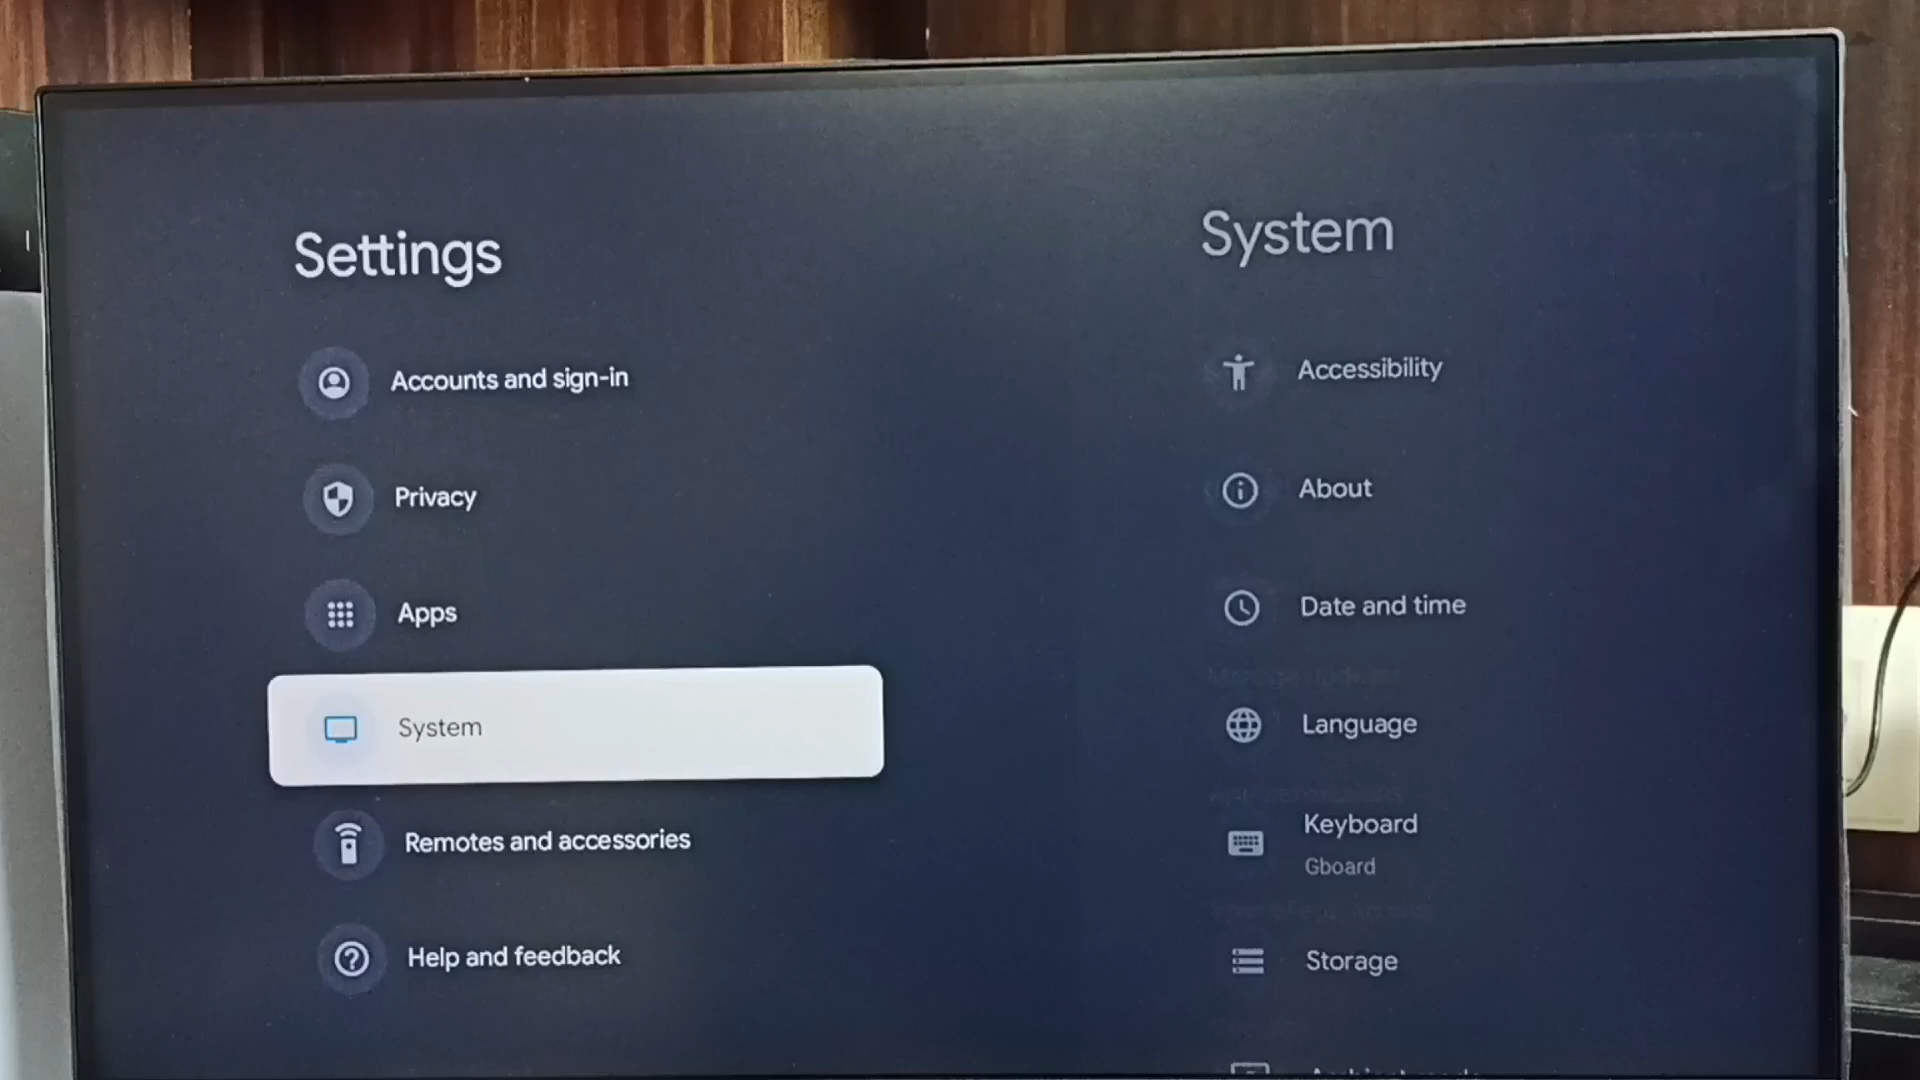 Settings
Accounts and sign-in
Privacy
Apps
System
Remotes and accessories
Help and feedback
System
Accessibility
About
Date and time
Language
Keyboard
Gboard
Storage